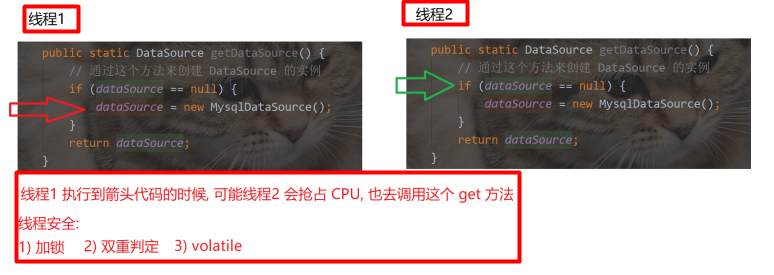 线程1
public static DataSource getDataSource() {
// 通过这个方法来创建 DataSource 的实例
if (dataSource == null) {
dataSource = new MysqlDataSource();
}
return dataSource;
}
线程2
public static DataSource getDataSource() {
// 通过这个方法来创建 DataSource 的实例
if (dataSource == null) {
dataSource = new MysqlDataSource();
}
return dataSource;
}
线程1 执行到箭头代码的时候, 可能线程2 会抢占 CPU, 也去调用这个 get 方法
线程安全:
1) 加锁 2) 双重判定 3) volatile